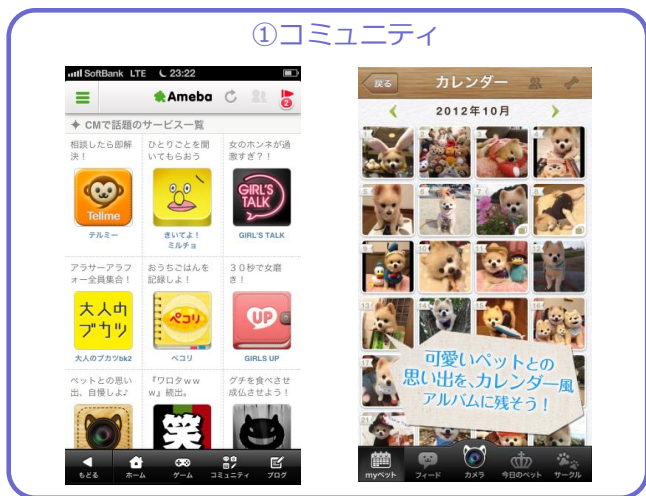 ①コミュニティ
SoftBank LTE 23:22
Ameba
2
CMで話題のサービス一覧
相談したら即解
決！
ひとりごとを聞
いてもらおう
女のホンネが過
激すぎ？！
Tellme
GIRL'S
TALK
テルミー
きいてよ！
ミルチョ
GIRL'S TALK
アラサーアラフ
ォー全員集合！
おうちごはんを
記録しよ！
３０秒で女磨
き！
大人の
ブカツ
ペコリ
UP
大人のブカツbk2
ペコリ
GIRLS UP
ペットとの思い
出、自慢しよ♪
『ワロタｗｗ
ｗ』続出。
グチを食べさせ
成仏させよう！
笑
もどる
ホーム
ゲーム
コミュニティ
ブログ
戻る
カレンダー
2012年10月
可愛いペットとの
思い出を、カレンダー風
アルバムに残そう！
myペット
フィード
カメラ
今日のペット
サークル